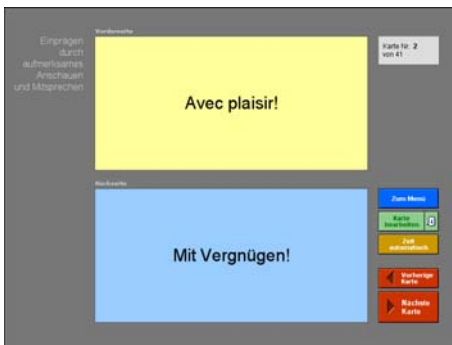 Einprägen
durch
aufmerksames
Anschauen
und Mitsprechen
Vorderseite
Avec plaisir!
Karte Nr. 2
von 41
Rückseite
Mit Vergnügen!
Zum Menü
Karte
bearbeiten
Zeit
automatisch
Vorherige
Karte
Nächste
Karte